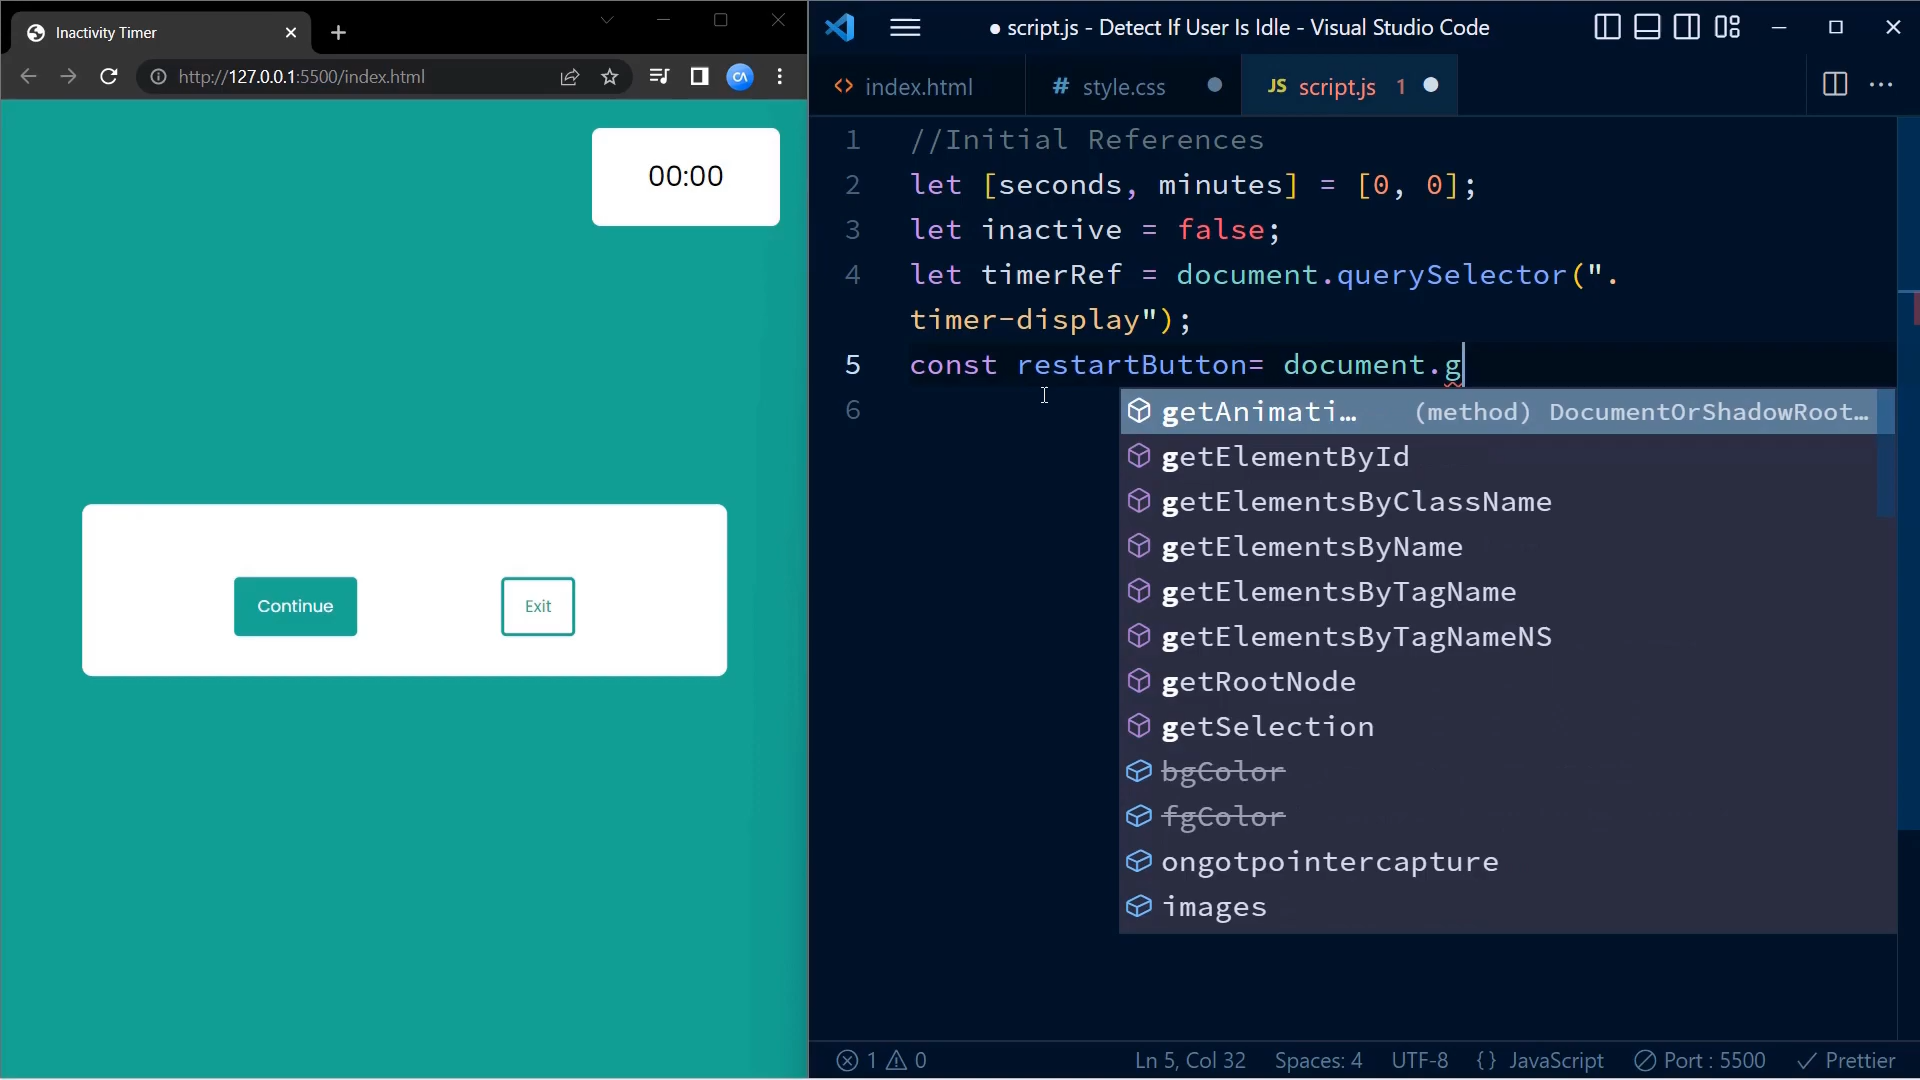 Inactivity Timer
http://127.0.0.1:5500/index.html
CA
00:00
Continue
Exit
script.js - Detect If User Is Idle - Visual Studio Code
index.html
# style.css
JS script.js 1
1 //Initial References
2 let [seconds, minutes] = [0, 0];
3 let inactive = false;
4 let timerRef = document.querySelector(".
timer-display");
5 const restartButton= document.g
6
getAnimati… (method) DocumentOrShadowRoot…
getElementById
getElementsByClassName
getElementsByName
getElementsByTagName
getElementsByTagNameNS
getRootNode
getSelection
bgColor
fgColor
ongotpointercapture
images
1 0 Ln 5, Col 32 Spaces: 4 UTF-8 {} JavaScript Port : 5500 Prettier